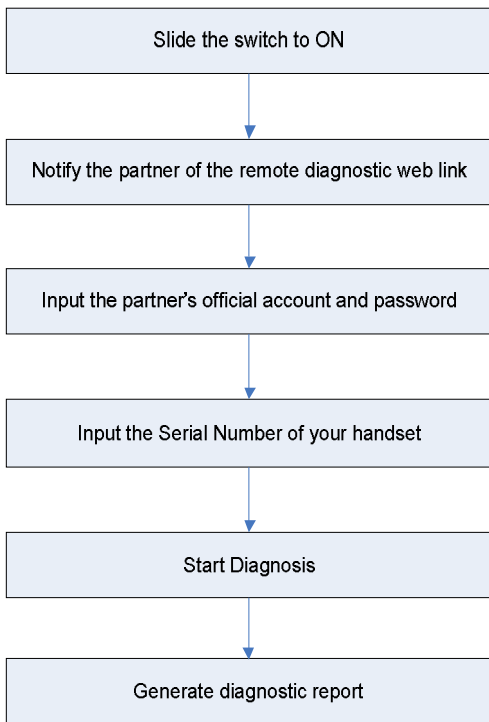 Slide the switch to ON
Notify the partner of the remote diagnostic web link
Input the partner's official account and password
Input the Serial Number of your handset
Start Diagnosis
Generate diagnostic report